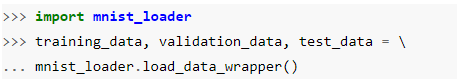 >>> import mnist_loader
>>> training_data, validation_data, test_data = \
... mnist_loader.load_data_wrapper()